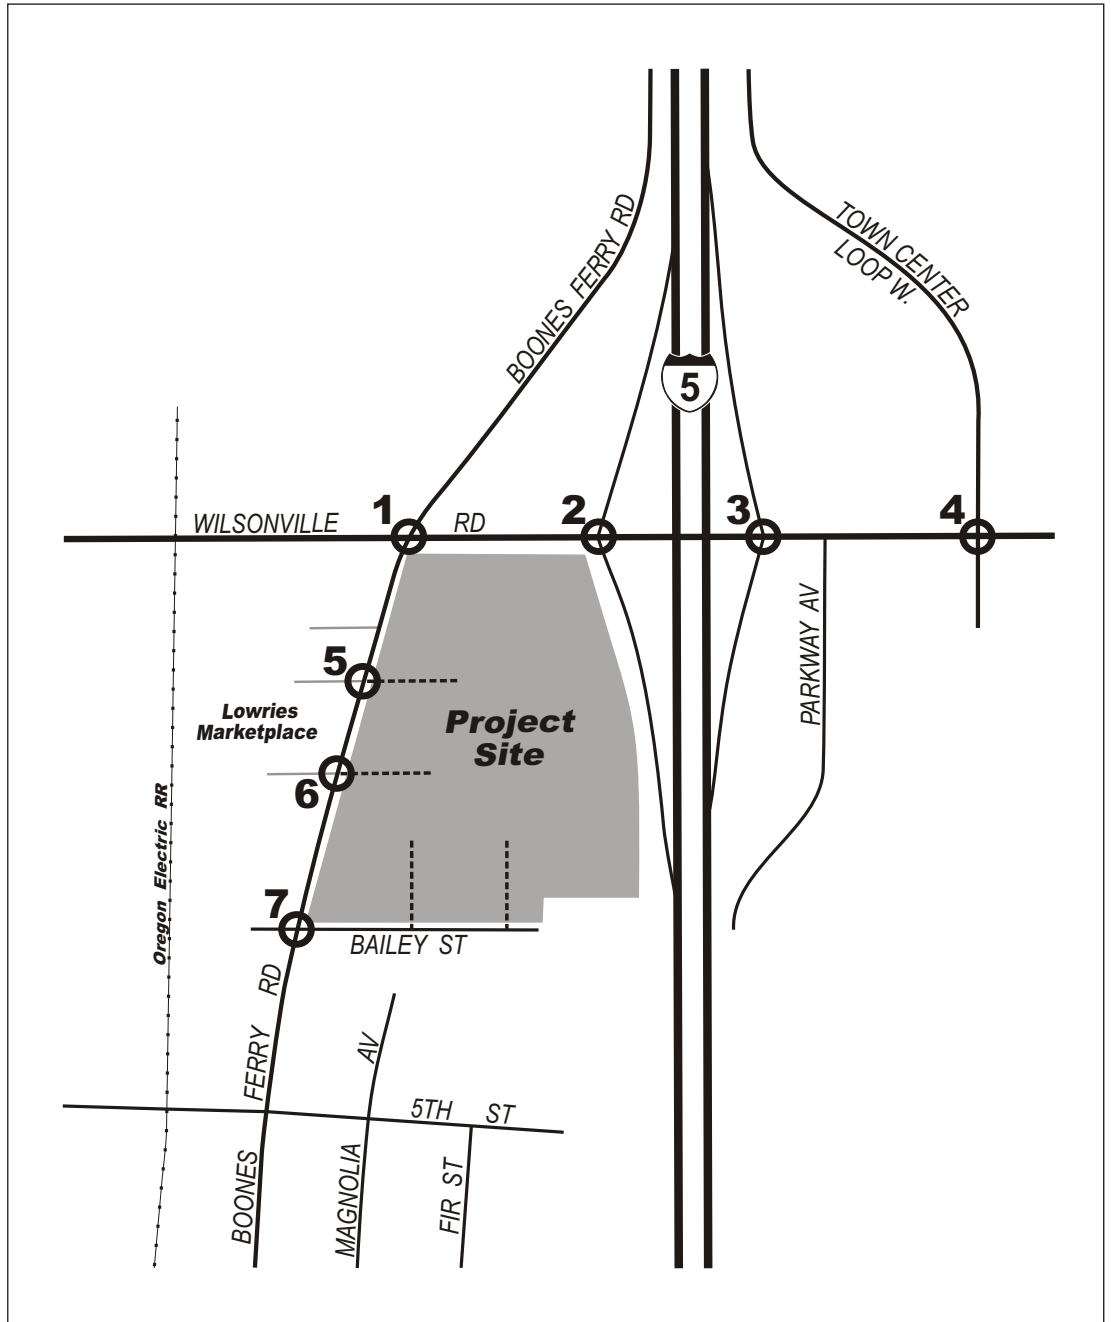 BOONES FERRY RD
TOWN CENTER
LOOP W.
5
WILSONVILLE RD
1
2
3
4
PARKWAY AV
5
Lowries
Marketplace
Project
Site
6
Oregon Electric RR
7
BAILEY ST
BOONES FERRY RD
MAGNOLIA AV
5TH ST
FIR ST